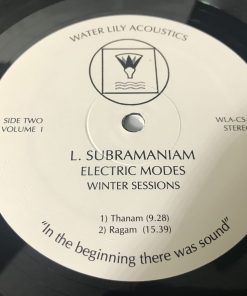 WATER LILY ACOUSTICS
SIDE TWO
VOLUME 1
WLA-CS
STEREO
L. SUBRAMANIAM
ELECTRIC MODES
WINTER SESSIONS
1) Thanam (9.28)
2) Ragam (15.39)
"In the beginning there was sound"